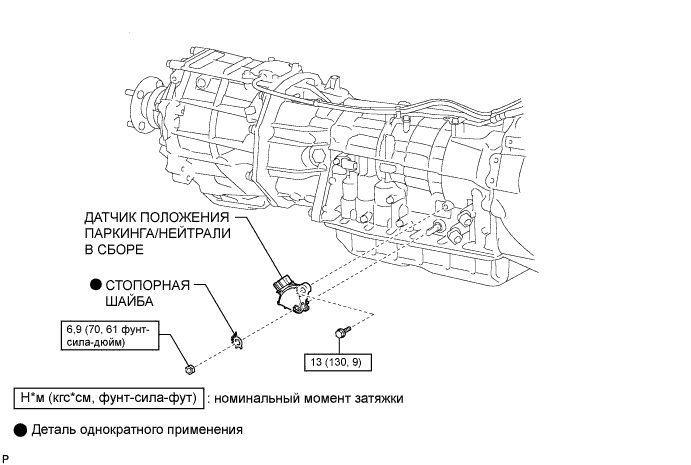 ДАТЧИК ПОЛОЖЕНИЯ
ПАРКИНГА/НЕЙТРАЛИ
В СБОРЕ
СТОПОРНАЯ
ШАЙБА
6,9 (70, 61 фунт-
сила-дюйм)
13 (130, 9)
Н*м (кгс*см, фунт-сила-фут) : номинальный момент затяжки
Деталь однократного применения
P